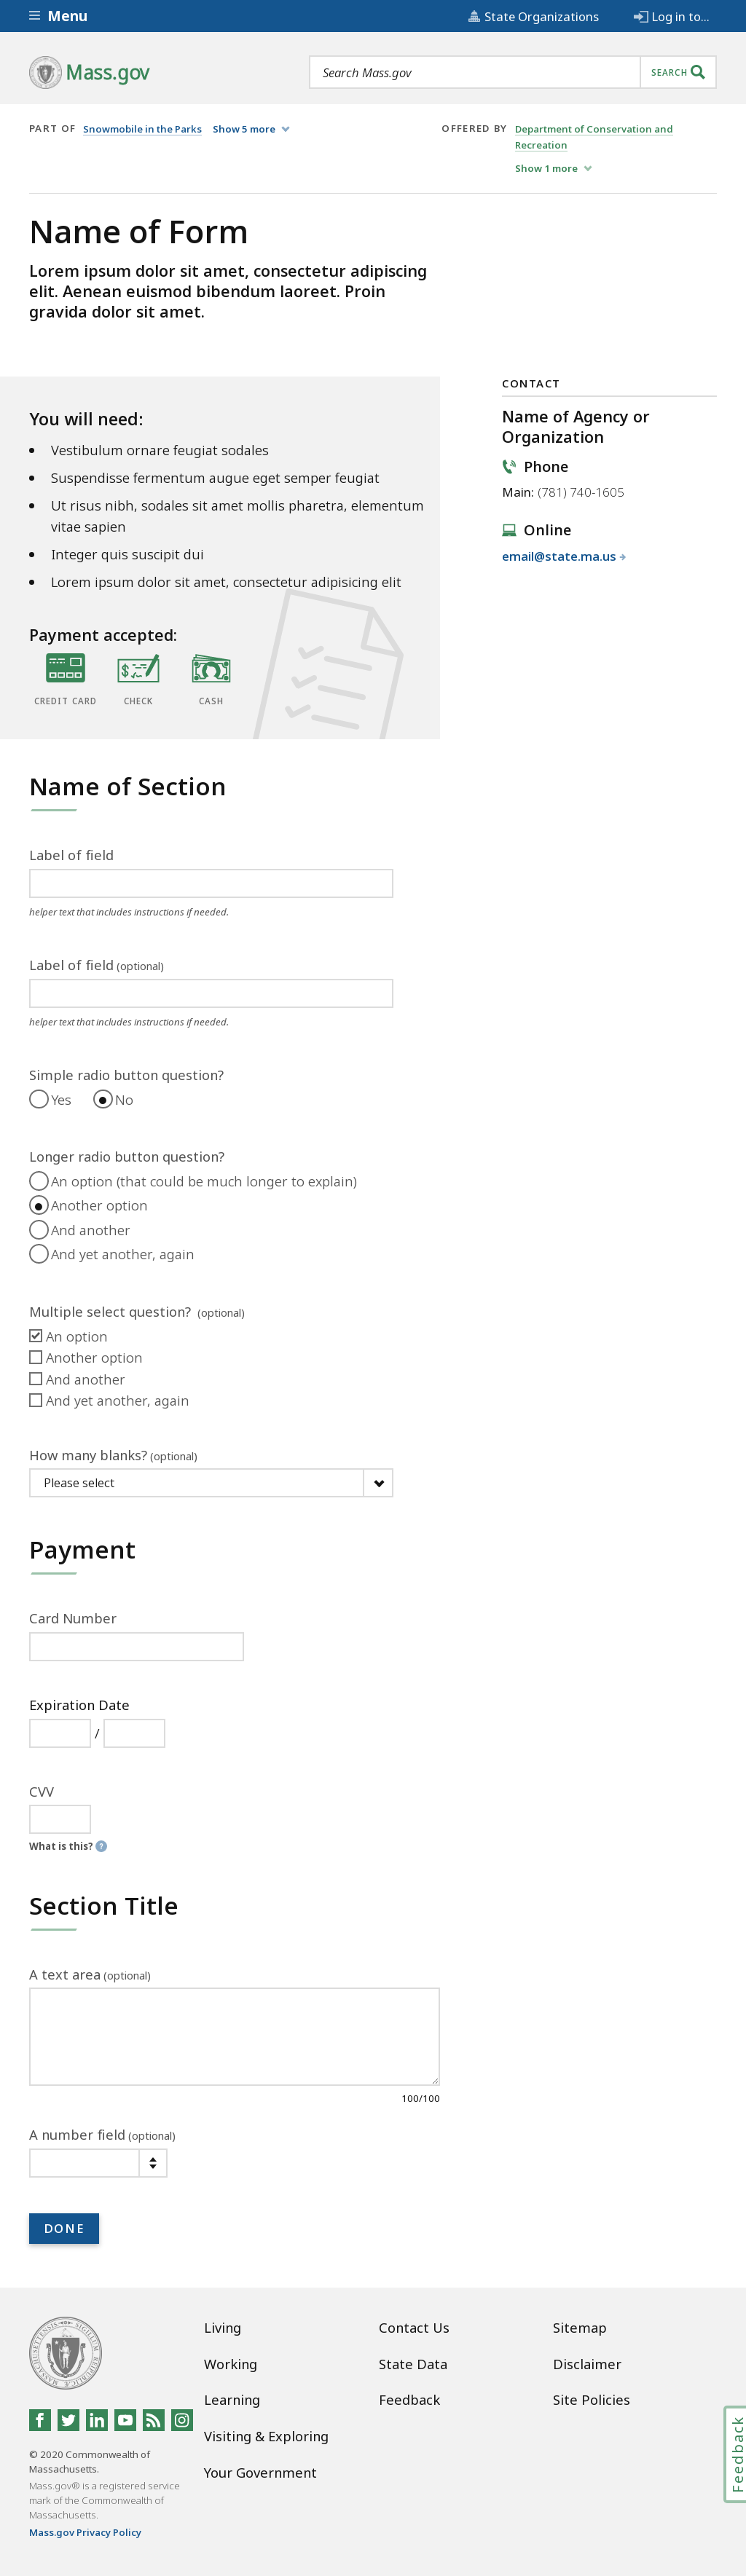 Menu
State Organizations
Log in to...
Mass.gov
Search Mass.gov
SEARCH
PART OF Snowmobile in the Parks Show 5 more
OFFERED BY Department of Conservation and
Recreation
Show 1 more
Name of Form
Lorem ipsum dolor sit amet, consectetur adipiscing
elit. Aenean euismod bibendum laoreet. Proin
gravida dolor sit amet.
You will need:
Vestibulum ornare feugiat sodales
Suspendisse fermentum augue eget semper feugiat
Ut risus nibh, sodales sit amet mollis pharetra, elementum
vitae sapien
Integer quis suscipit dui
Lorem ipsum dolor sit amet, consectetur adipisicing elit
Payment accepted:
CREDIT CARD
CHECK
CASH
CONTACT
Name of Agency or
Organization
Phone
Main: (781) 740-1605
Online
email@state.ma.us
Name of Section
Label of field
helper text that includes instructions if needed.
Label of field (optional)
helper text that includes instructions if needed.
Simple radio button question?
Yes
No
Longer radio button question?
An option (that could be much longer to explain)
Another option
And another
And yet another, again
Multiple select question? (optional)
An option
Another option
And another
And yet another, again
How many blanks? (optional)
Please select
Payment
Card Number
Expiration Date
/
CVV
What is this? ?
Section Title
A text area (optional)
100/100
A number field (optional)
DONE
Living
Working
Learning
Visiting & Exploring
Your Government
Contact Us
State Data
Feedback
Sitemap
Disclaimer
Site Policies
© 2020 Commonwealth of
Massachusetts.
Mass.gov® is a registered service
mark of the Commonwealth of
Massachusetts.
Mass.gov Privacy Policy
Feedback